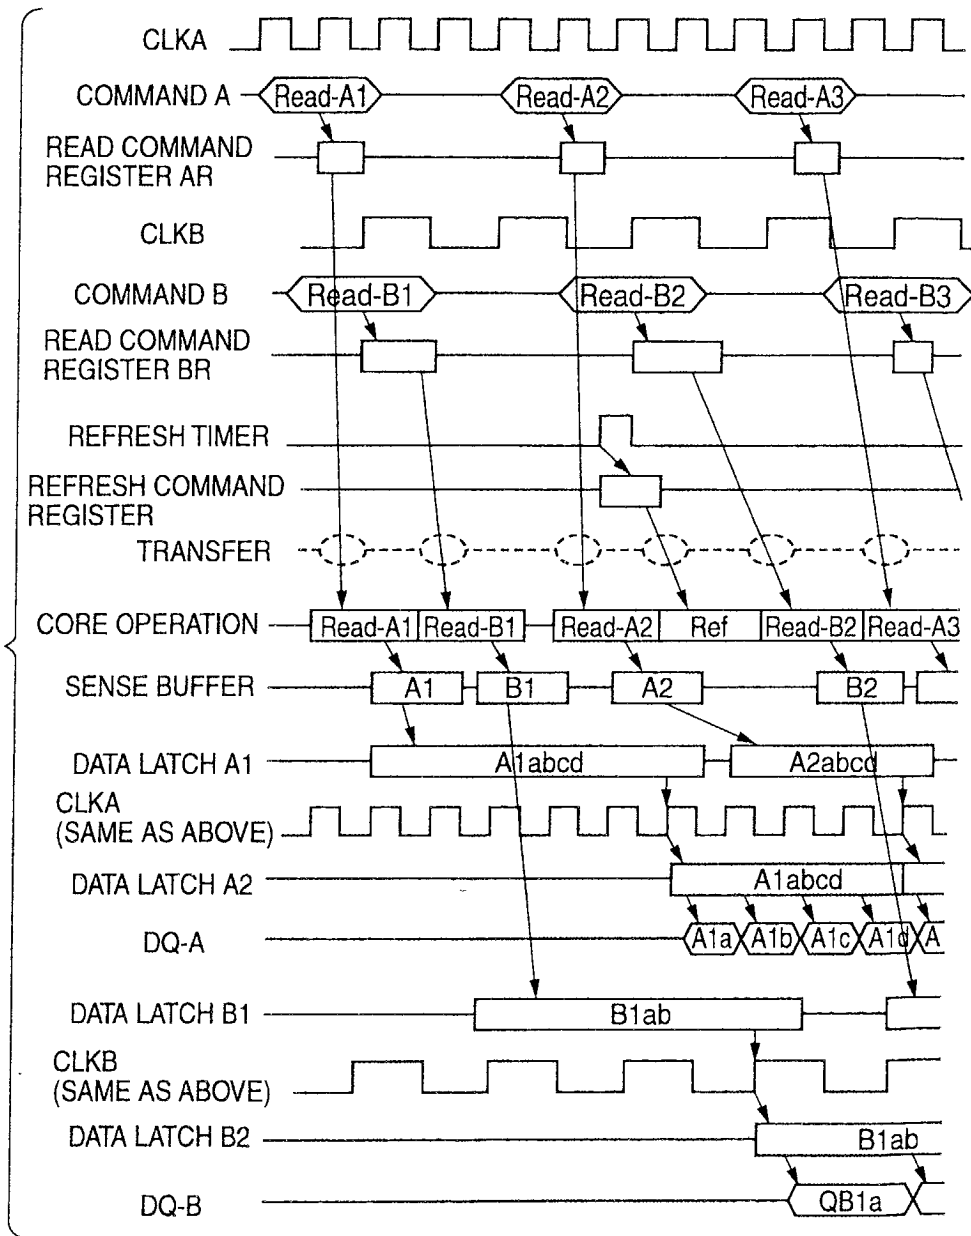 CLKA
COMMAND A Read-A1 Read-A2 Read-A3
READ COMMAND
REGISTER AR
CLKB
COMMAND B Read-B1 Read-B2 Read-B3
READ COMMAND
REGISTER BR
REFRESH TIMER
REFRESH COMMAND
REGISTER
TRANSFER
CORE OPERATION Read-A1 Read-B1 Read-A2 Ref Read-B2 Read-A3
SENSE BUFFER A1 B1 A2 B2
DATA LATCH A1 A1abcd A2abcd
CLKA
(SAME AS ABOVE)
DATA LATCH A2 A1abcd
DQ-A A1a A1b A1c A1d A
DATA LATCH B1 B1ab
CLKB
(SAME AS ABOVE)
DATA LATCH B2 B1ab
DQ-B QB1a